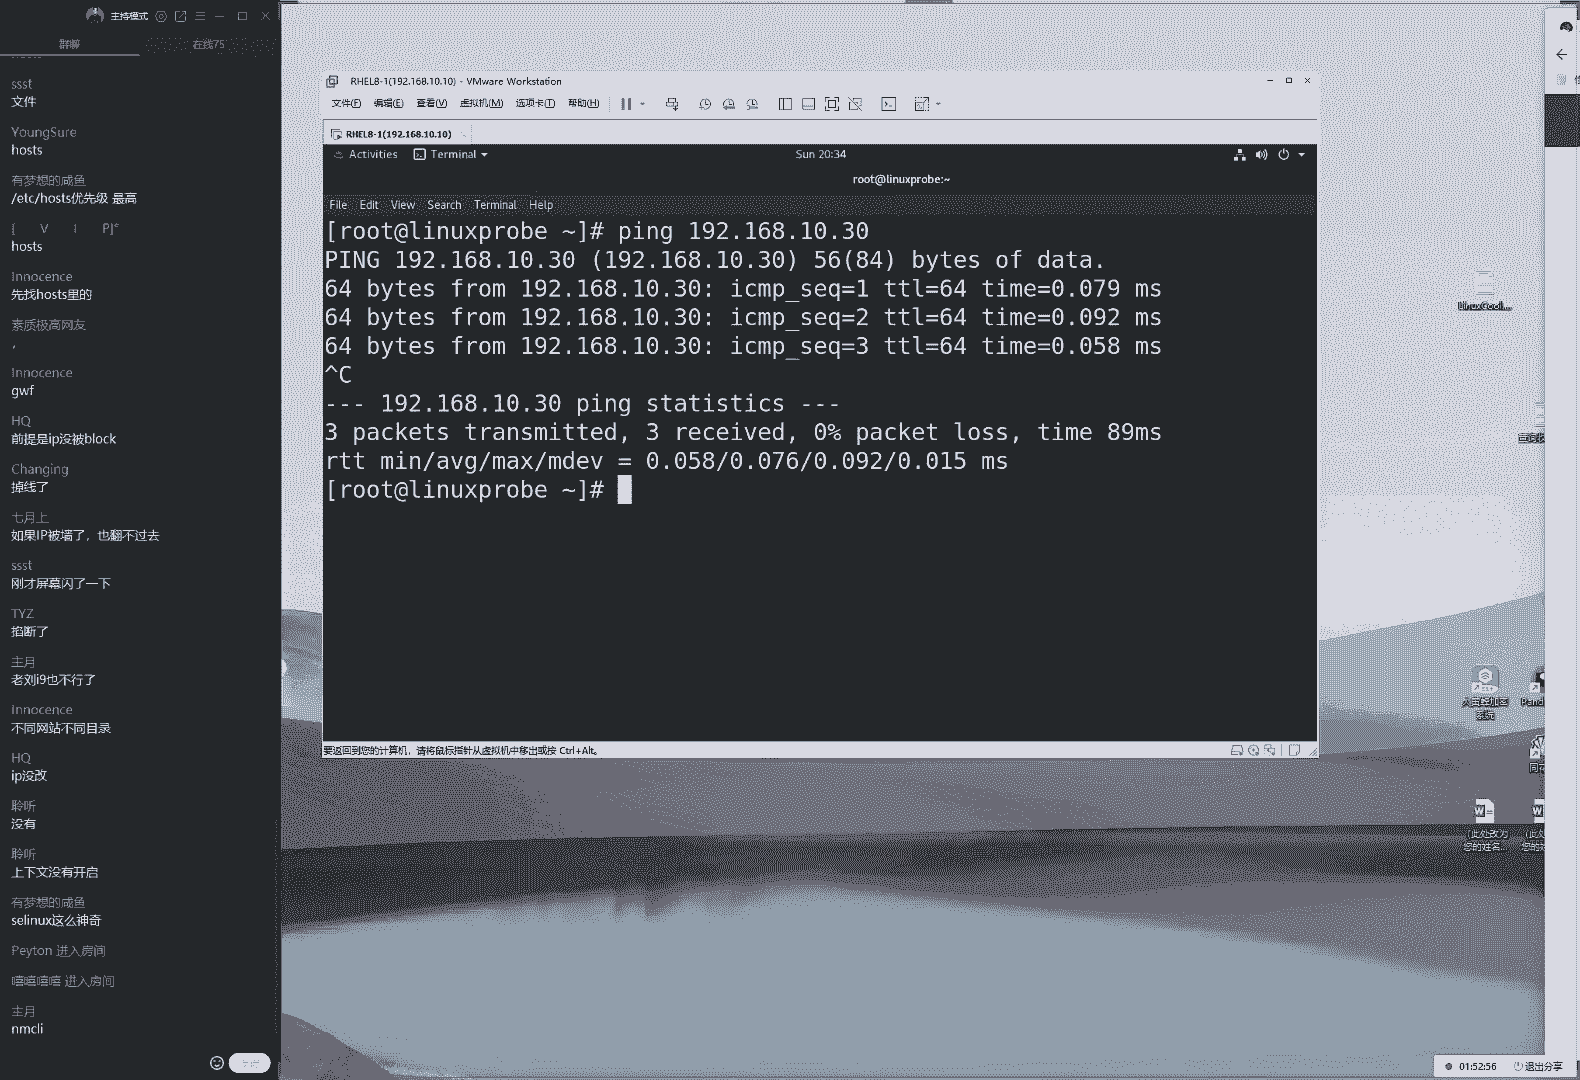 主持模式
群聊
在线75
ssst
文件
YoungSure
hosts
有梦想的咸鱼
/etc/hosts优先级 最高
hosts
Innocence
先找hosts里的
素质极高网友
,
Innocence
gwf
HQ
前提是ip没被block
Changing
掉线了
七月上
如果IP被墙了，也翻不过去
ssst
刚才屏幕闪了一下
TYZ
掐断了
主月
老刘i9也不行了
Innocence
不同网站不同目录
HQ
ip没改
聆听
没有
聆听
上下文没有开启
有梦想的咸鱼
selinux这么神奇
Peyton 进入房间
嘻嘻嘻嘻 进入房间
主月
nmcli
RHEL8-1(192.168.10.10) - VMware Workstation
文件(F) 编辑(E) 查看(V) 虚拟机(M) 选项卡(T) 帮助(H)
RHEL8-1(192.168.10.10)
Activities Terminal Sun 20:34
root@linuxprobe:~
File Edit View Search Terminal Help
[root@linuxprobe ~]# ping 192.168.10.30
PING 192.168.10.30 (192.168.10.30) 56(84) bytes of data.
64 bytes from 192.168.10.30: icmp_seq=1 ttl=64 time=0.079 ms
64 bytes from 192.168.10.30: icmp_seq=2 ttl=64 time=0.092 ms
64 bytes from 192.168.10.30: icmp_seq=3 ttl=64 time=0.058 ms
^C
--- 192.168.10.30 ping statistics ---
3 packets transmitted, 3 received, 0% packet loss, time 89ms
rtt min/avg/max/mdev = 0.058/0.076/0.092/0.015 ms
[root@linuxprobe ~]#
要返回到您的计算机，请将鼠标指针从虚拟机中移出或按 Ctrl+Alt。
LinuxCool...
系统
(此处改为
您的姓名...
01:52:56 退出分享